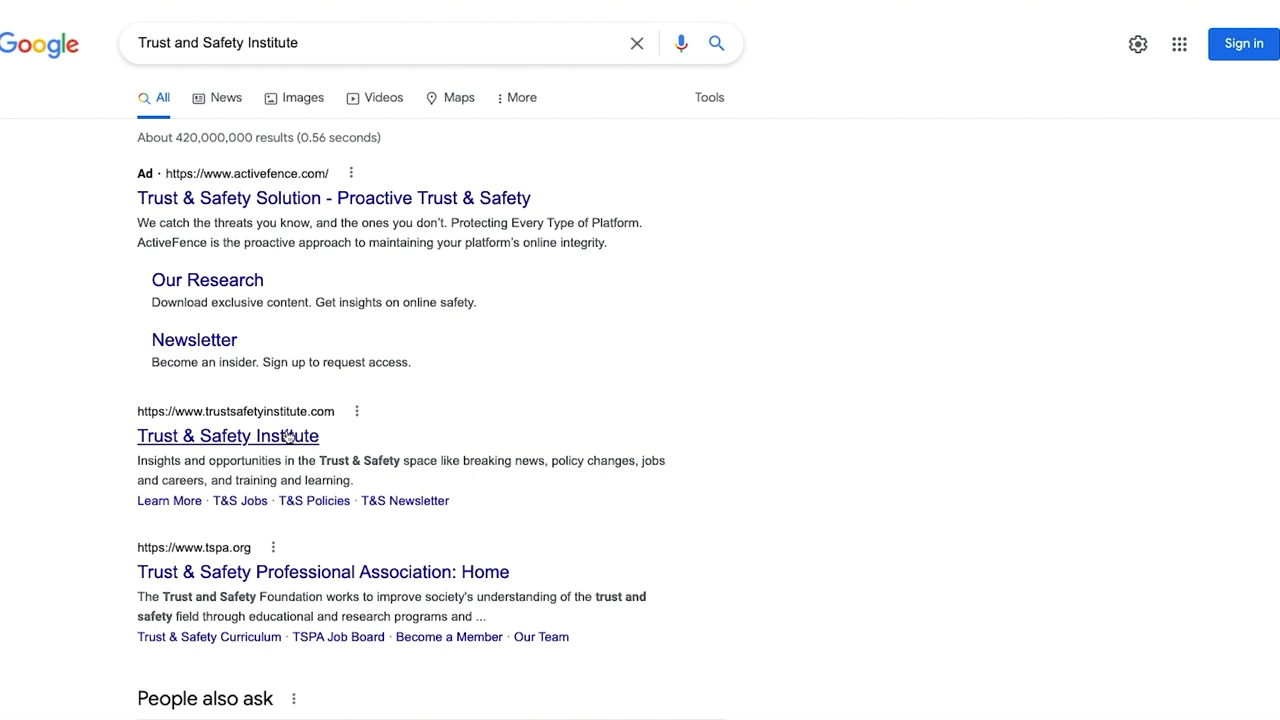 Google
Trust and Safety Institute
Sign in
All News Images Videos Maps More Tools
About 420,000,000 results (0.56 seconds)
Ad · https://www.activefence.com/
Trust & Safety Solution - Proactive Trust & Safety
We catch the threats you know, and the ones you don't. Protecting Every Type of Platform.
ActiveFence is the proactive approach to maintaining your platform's online integrity.
Our Research
Download exclusive content. Get insights on online safety.
Newsletter
Become an insider. Sign up to request access.
https://www.trustsafetyinstitute.com
Trust & Safety Institute
Insights and opportunities in the Trust & Safety space like breaking news, policy changes, jobs
and careers, and training and learning.
Learn More · T&S Jobs · T&S Policies · T&S Newsletter
https://www.tspa.org
Trust & Safety Professional Association: Home
The Trust and Safety Foundation works to improve society's understanding of the trust and
safety field through educational and research programs and ...
Trust & Safety Curriculum · TSPA Job Board · Become a Member · Our Team
People also ask